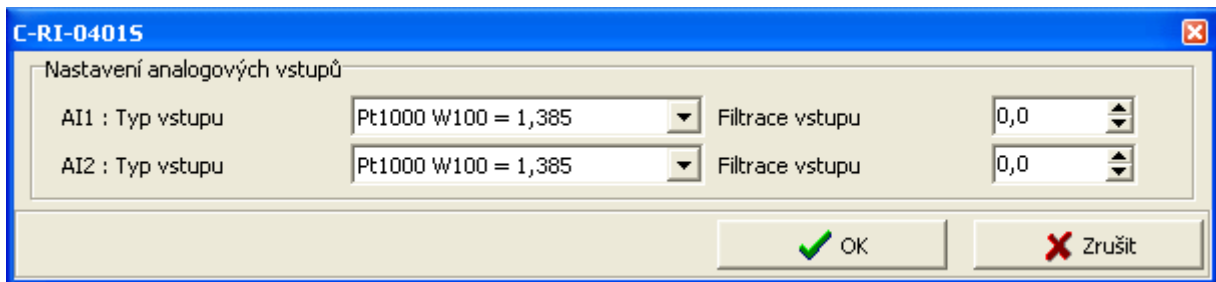 C-RI-0401S
Nastavení analogových vstupů
AI1 : Typ vstupu Pt1000 W100 = 1,385 Filtrace vstupu 0,0
AI2 : Typ vstupu Pt1000 W100 = 1,385 Filtrace vstupu 0,0
OK Zrušit